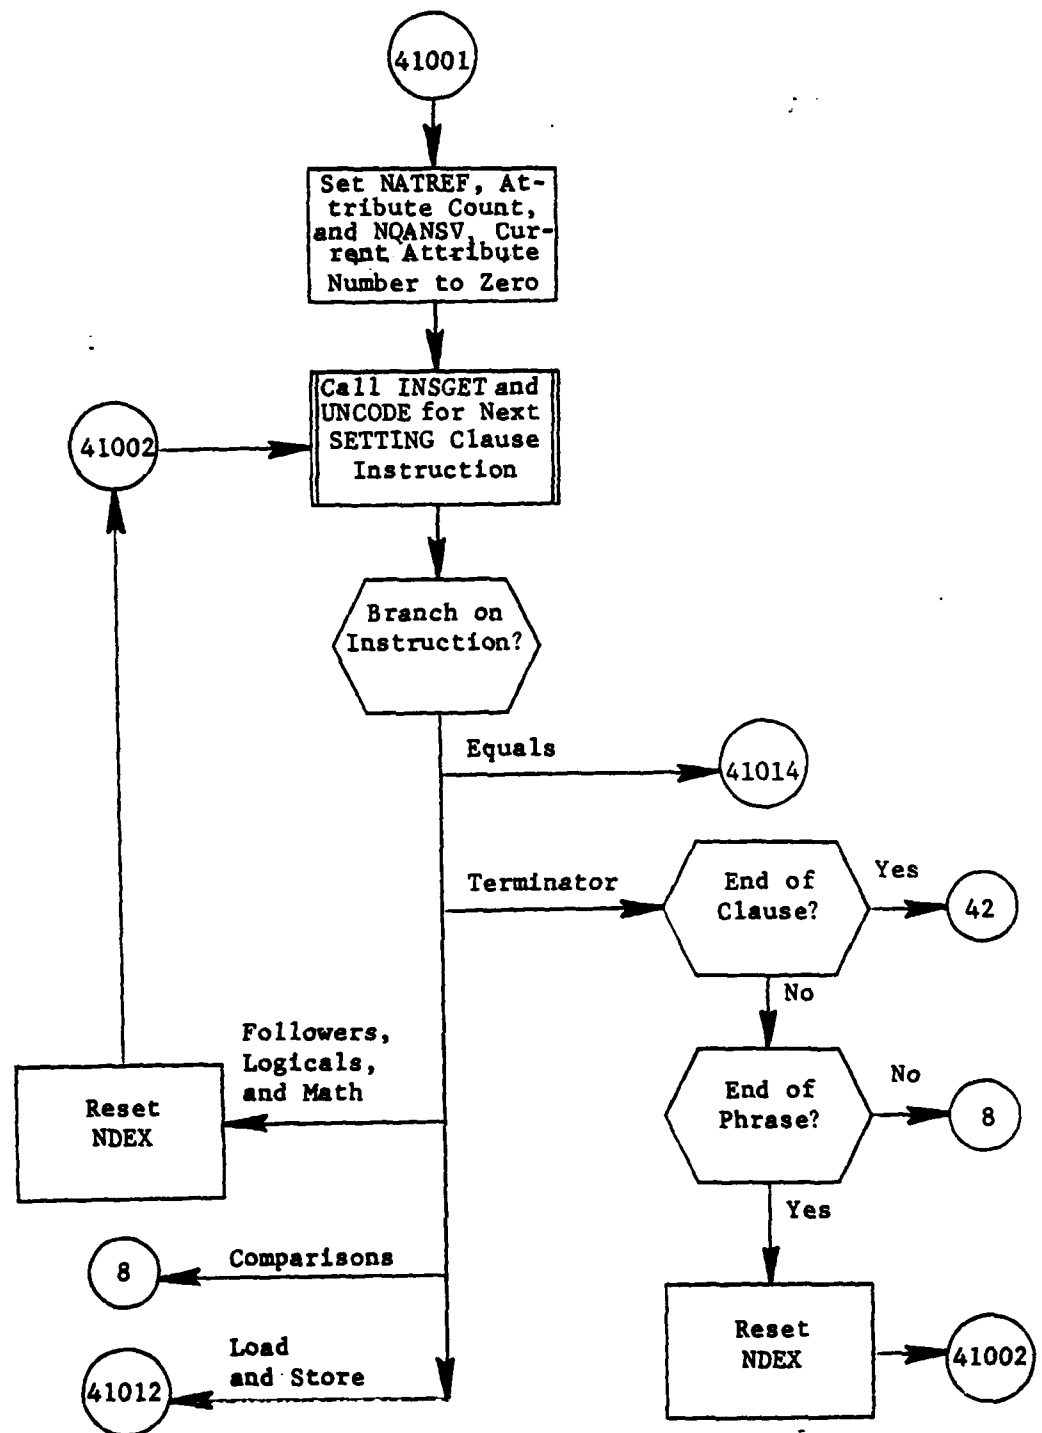 41001
Set NATREF, At-
tribute Count,
and NQANSV, Cur-
rent Attribute
Number to Zero
Call INSGET and
UNCODE for Next
SETTING Clause
Instruction
41002
Branch on
Instruction?
Equals
41014
Terminator
End of
Clause?
Yes
42
No
Followers,
Logicals,
and Math
Reset
NDEX
End of
Phrase?
No
8
Yes
Comparisons
8
Reset
NDEX
41002
Load
and Store
41012